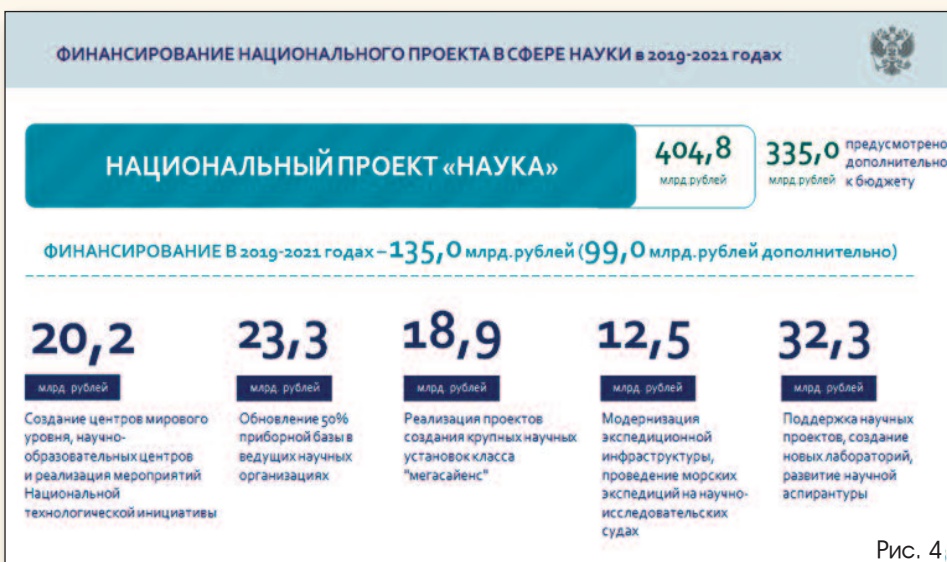 ФИНАНСИРОВАНИЕ НАЦИОНАЛЬНОГО ПРОЕКТА В СФЕРЕ НАУКИ в 2019-2021 годах
НАЦИОНАЛЬНЫЙ ПРОЕКТ «НАУКА»
404,8
млрд.рублей
335,0
млрд.рублей
предусмотрено
дополнительно
к бюджету
ФИНАНСИРОВАНИЕ В 2019-2021 годах – 135,0 млрд.рублей (99,0 млрд.рублей дополнительно)
20,2
млрд. рублей
Создание центров мирового
уровня, научно-
образовательных центров
и реализация мероприятий
Национальной
технологической инициативы
23,3
млрд. рублей
Обновление 50%
приборной базы в
ведущих научных
организациях
18,9
млрд. рублей
Реализация проектов
создания крупных научных
установок класса
"мегасайенс"
12,5
млрд. рублей
Модернизация
экспедиционной
инфраструктуры,
проведение морских
экспедиций на научно-
исследовательских
судах
32,3
млрд. рублей
Поддержка научных
проектов, создание
новых лабораторий,
развитие научной
аспирантуры
Рис. 4